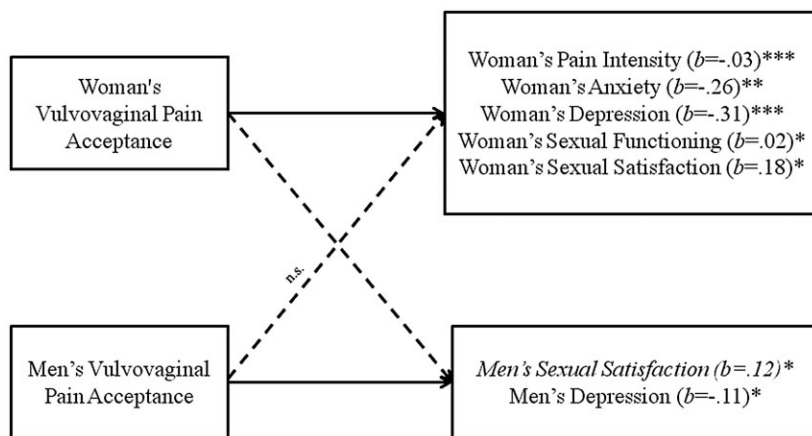 Woman's
Vulvovaginal Pain
Acceptance
Woman's Pain Intensity (b=-.03)***
Woman's Anxiety (b=-.26)**
Woman's Depression (b=-.31)***
Woman's Sexual Functioning (b=.02)*
Woman's Sexual Satisfaction (b=.18)*
n.s.
Men's Vulvovaginal
Pain Acceptance
Men's Sexual Satisfaction (b=.12)*
Men's Depression (b=-.11)*